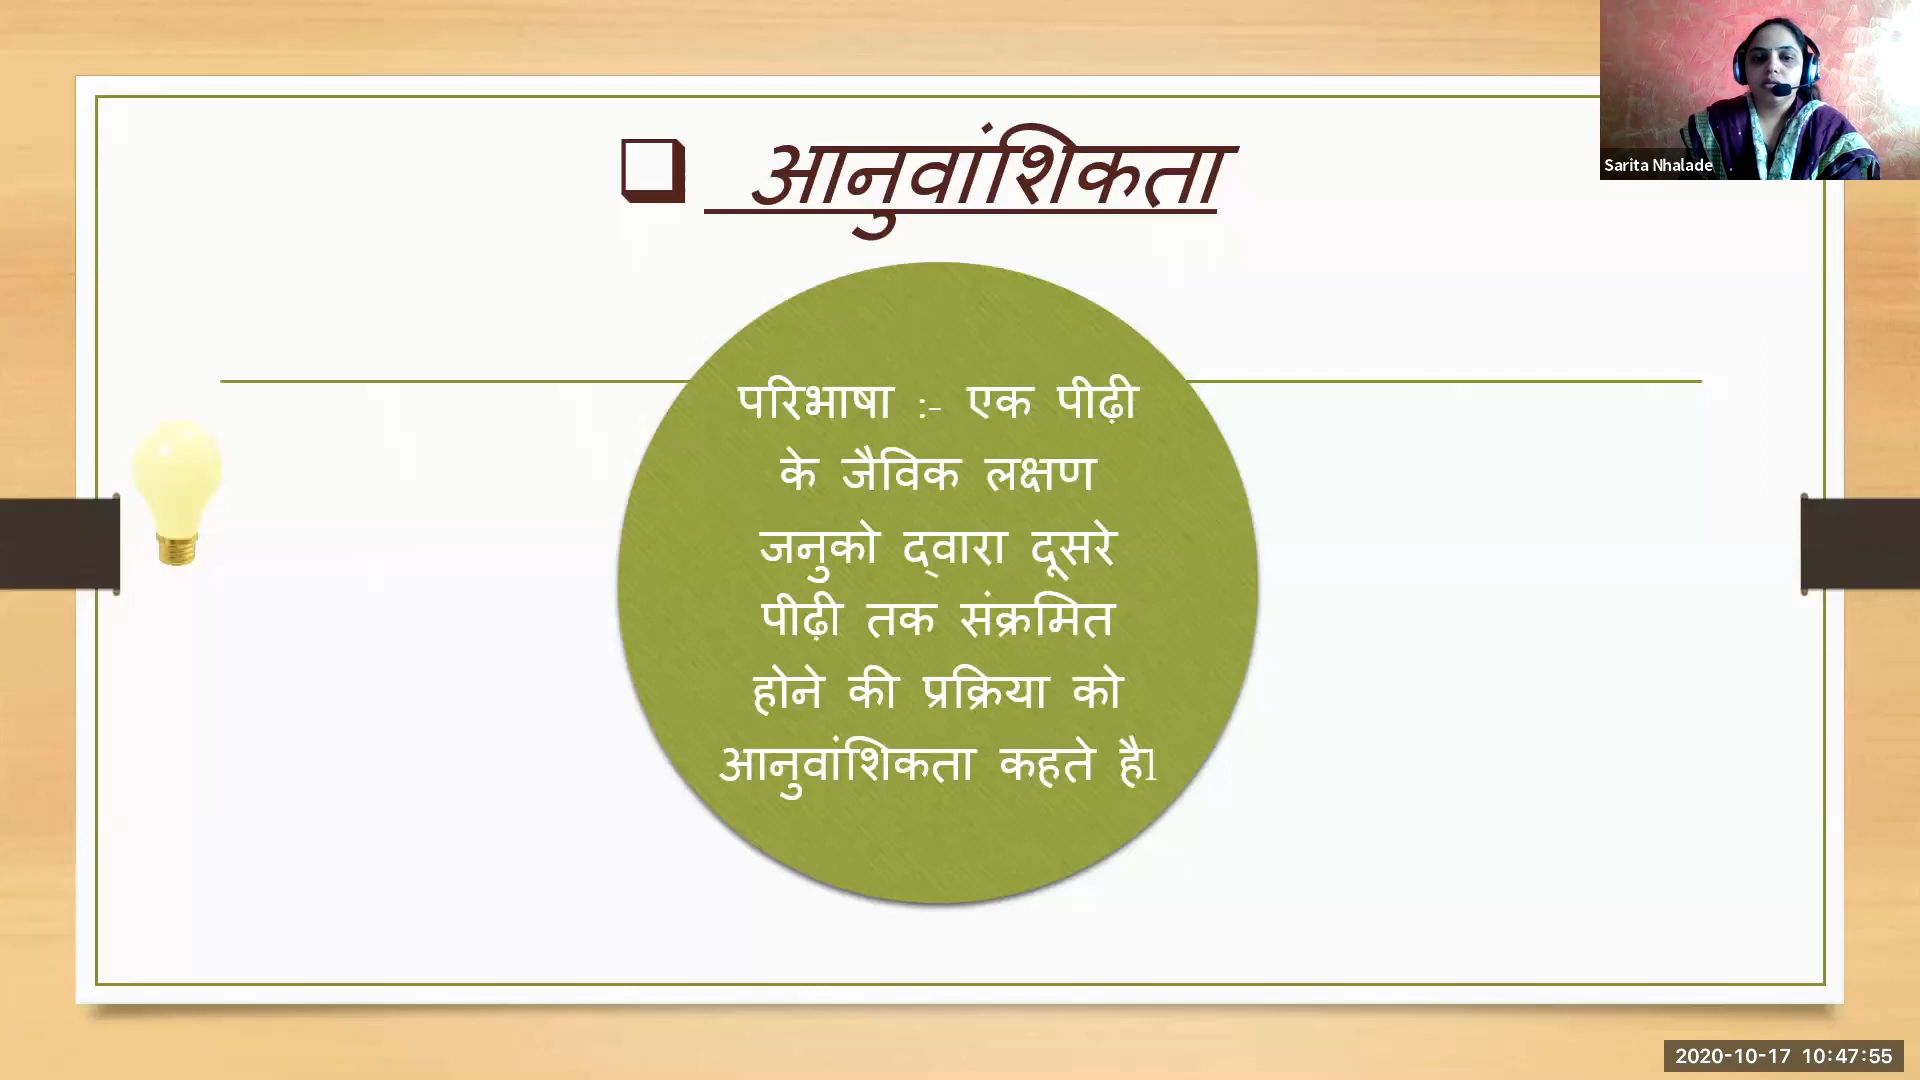 Sarita Nhalade
आनुवांशिकता
परिभाषा :- एक पीढ़ी
के जैविक लक्षण
जनुको द्वारा दूसरे
पीढ़ी तक संक्रमित
होने की प्रक्रिया को
आनुवांशिकता कहते हैl
2020-10-17 10:47:55